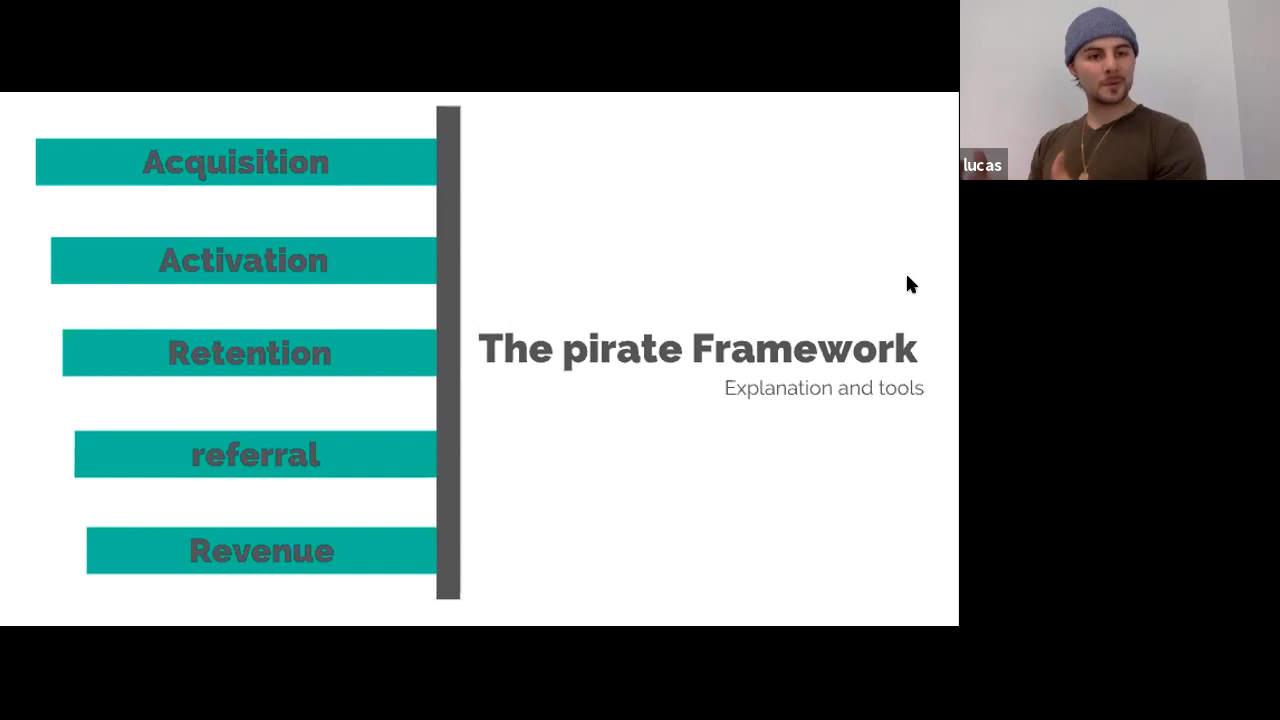 Acquisition
Activation
Retention
referral
Revenue
The pirate Framework
Explanation and tools
lucas